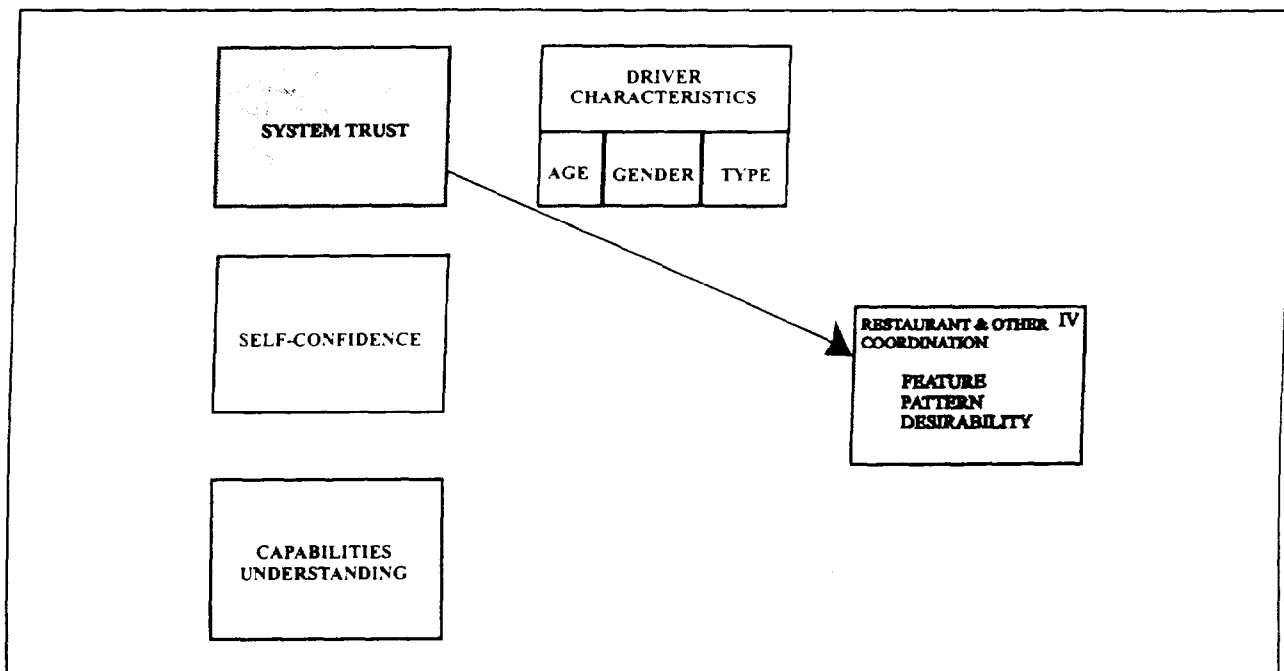 SYSTEM TRUST
DRIVER
CHARACTERISTICS
AGE
GENDER
TYPE
SELF-CONFIDENCE
RESTAURANT & OTHER IV
COORDINATION
FEATURE
PATTERN
DESIRABILITY
CAPABILITIES
UNDERSTANDING